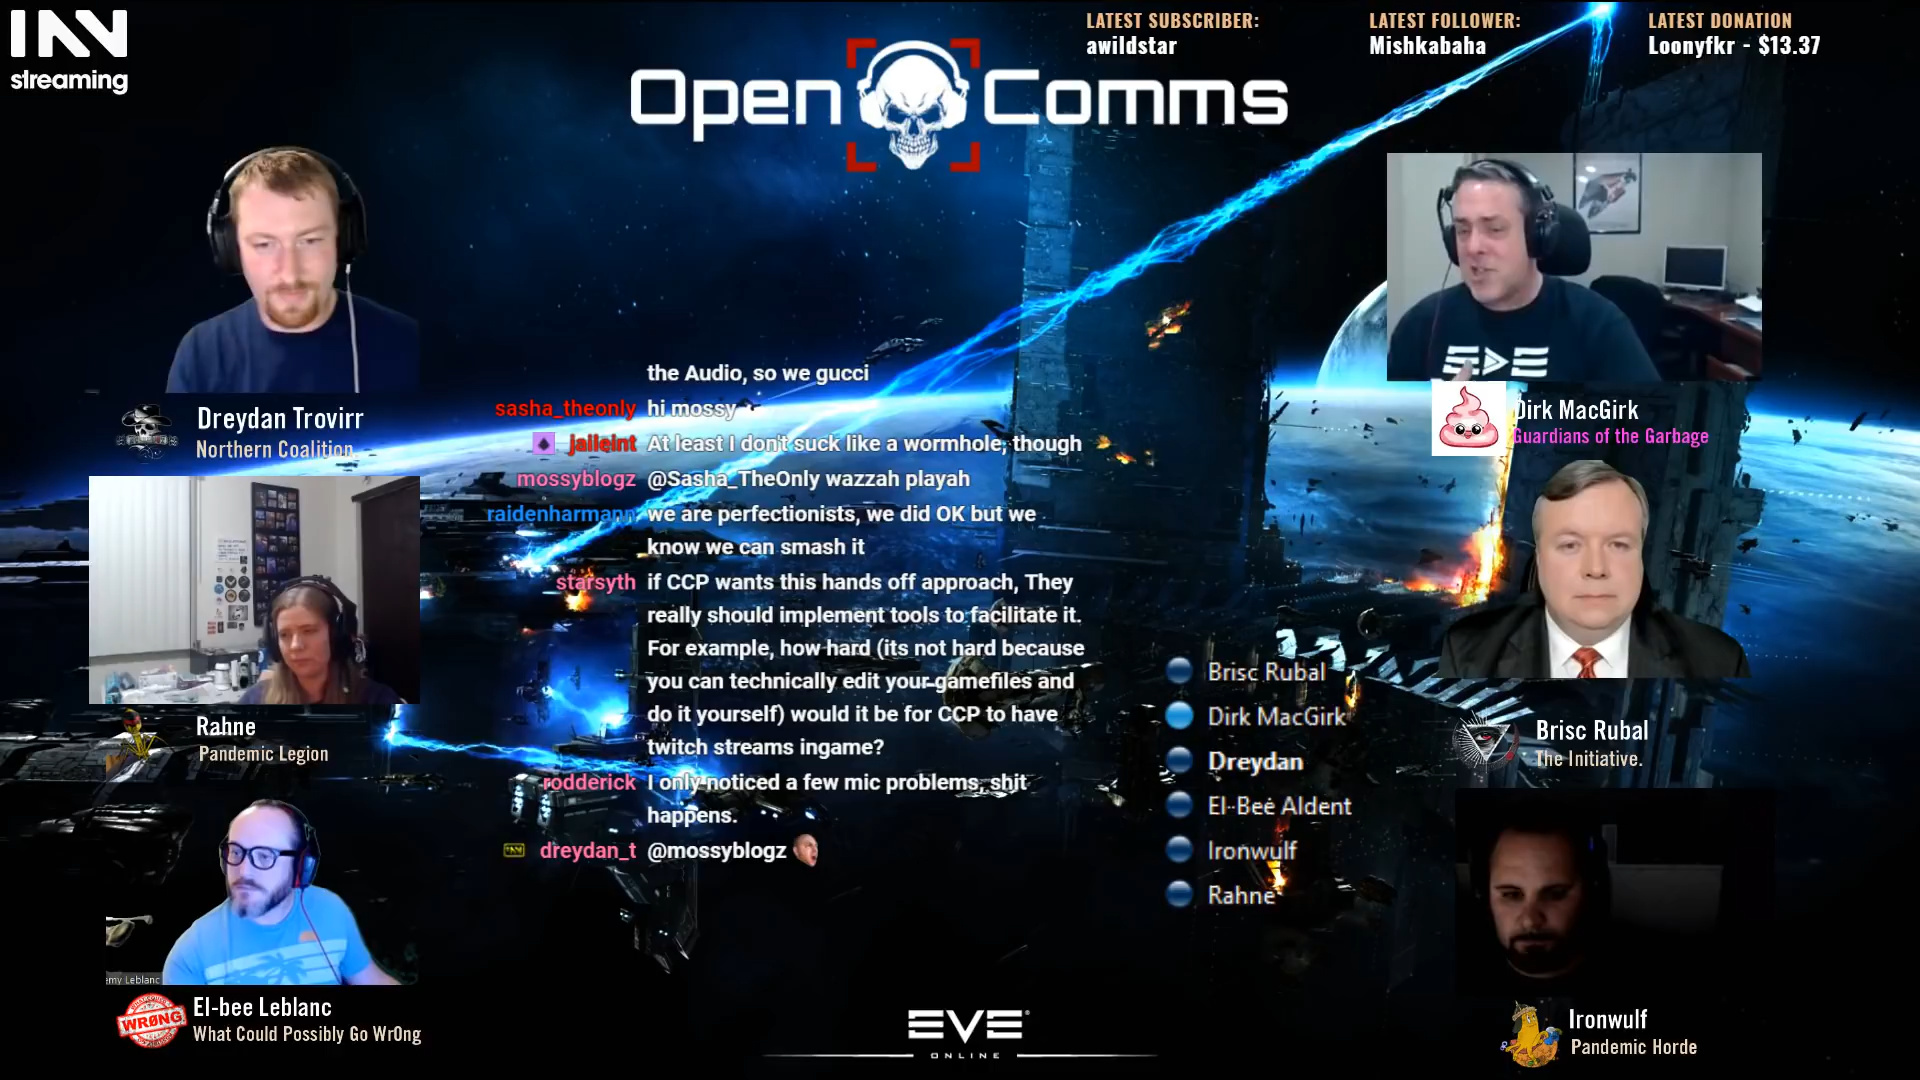 INN
streaming
Open Comms
LATEST SUBSCRIBER:
awildstar
LATEST FOLLOWER:
Mishkabaha
LATEST DONATION
Loonyfkr - $13.37
Dreydan Trovirr
Northern Coalition.
Rahne
Pandemic Legion
emy Leblanc
WRØNG
El-bee Leblanc
What Could Possibly Go Wr0ng
the Audio, so we gucci
sasha_theonly hi mossy
jaileint At least I don't suck like a wormhole, though
mossyblogz @Sasha_TheOnly wazzah playah
raidenharmann we are perfectionists, we did OK but we
know we can smash it
starsyth if CCP wants this hands off approach, They
really should implement tools to facilitate it.
For example, how hard (its not hard because
you can technically edit your gamefiles and
do it yourself) would it be for CCP to have
twitch streams ingame?
rodderick I only noticed a few mic problems, shit
happens.
dreydan_t @mossyblogz
Brisc Rubal
Dirk MacGirk
Dreydan
El-Bee Aldent
Ironwulf
Rahne
Dirk MacGirk
Guardians of the Garbage
Brisc Rubal
The Initiative.
Ironwulf
Pandemic Horde
EVE
ONLINE